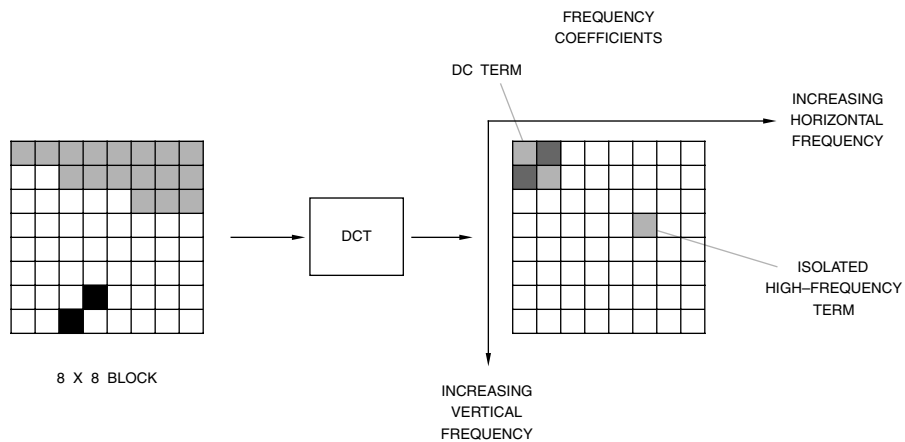 FREQUENCY
COEFFICIENTS
DC TERM
INCREASING
HORIZONTAL
FREQUENCY
DCT
ISOLATED
HIGH–FREQUENCY
TERM
8 X 8 BLOCK
INCREASING
VERTICAL
FREQUENCY